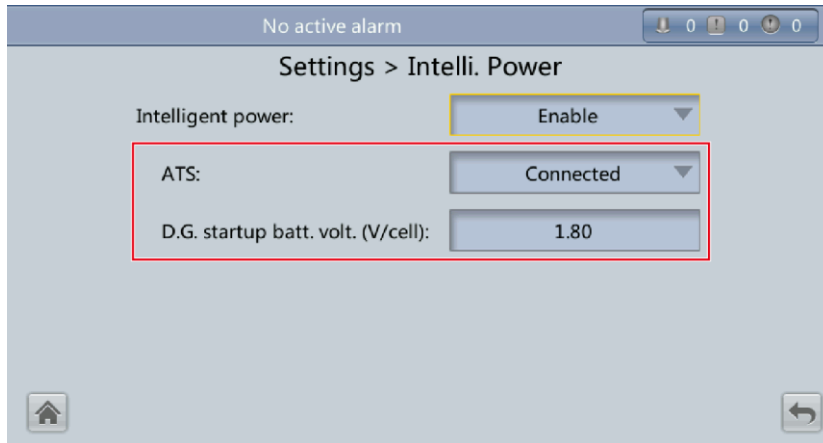 No active alarm 0 0 0
Settings > Intelli. Power
Intelligent power: Enable
ATS: Connected
D.G. startup batt. volt. (V/cell): 1.80